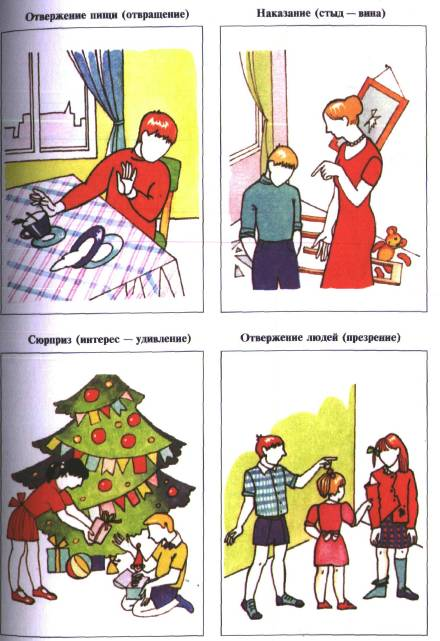 Отвержение пищи (отвращение)
Наказание (стыд — вина)
Сюрприз (интерес — удивление)
Отвержение людей (презрение)